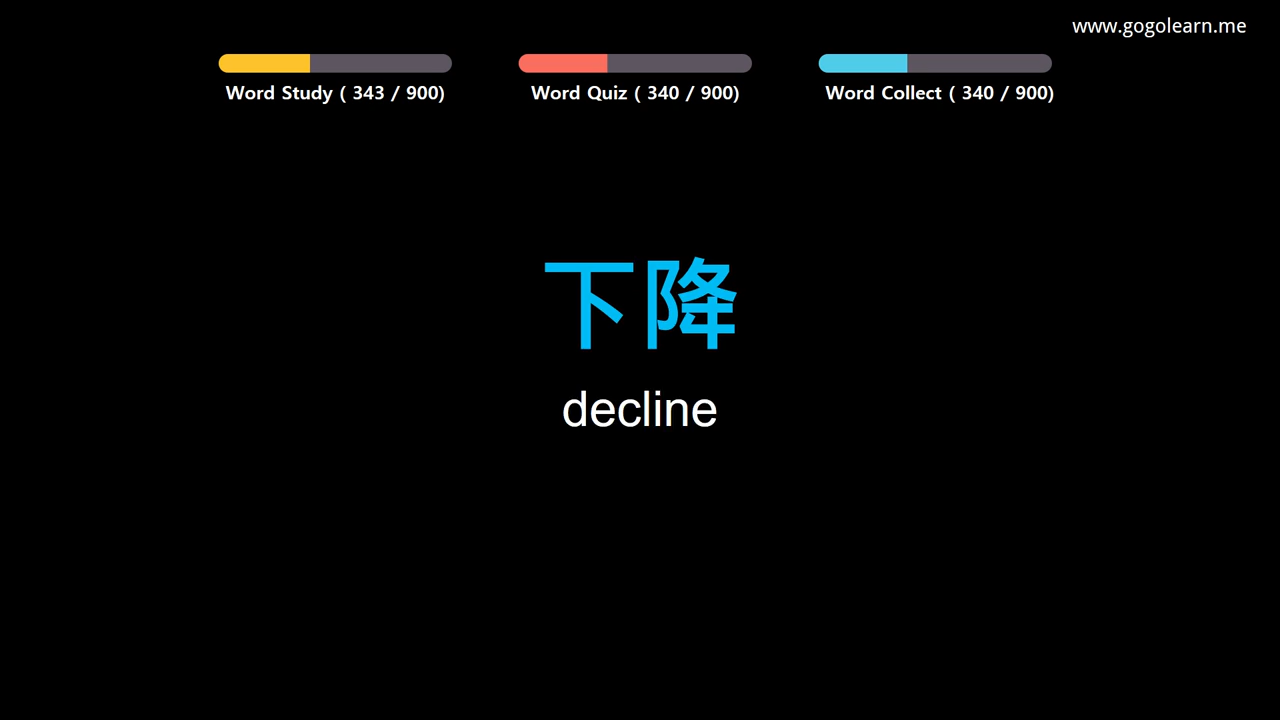 www.gogolearn.me
Word Study ( 343 / 900)
Word Quiz ( 340 / 900)
Word Collect ( 340 / 900)
下降
decline